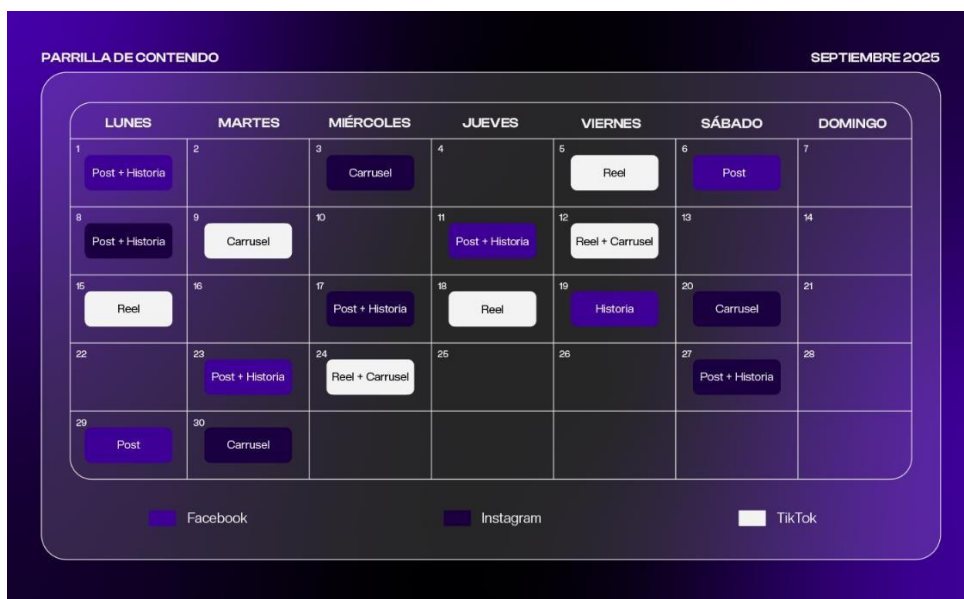 PARRILLA DE CONTENIDO SEPTIEMBRE 2025
LUNES MARTES MIÉRCOLES JUEVES VIERNES SÁBADO DOMINGO
1 2 3 4 5 6 7
Post + Historia Carrusel Reel Post
8 9 10 11 12 13 14
Post + Historia Carrusel Post + Historia Reel + Carrusel
15 16 17 18 19 20 21
Reel Post + Historia Reel Historia Carrusel
22 23 24 25 26 27 28
Post + Historia Reel + Carrusel Post + Historia
29 30
Post Carrusel
Facebook Instagram TikTok